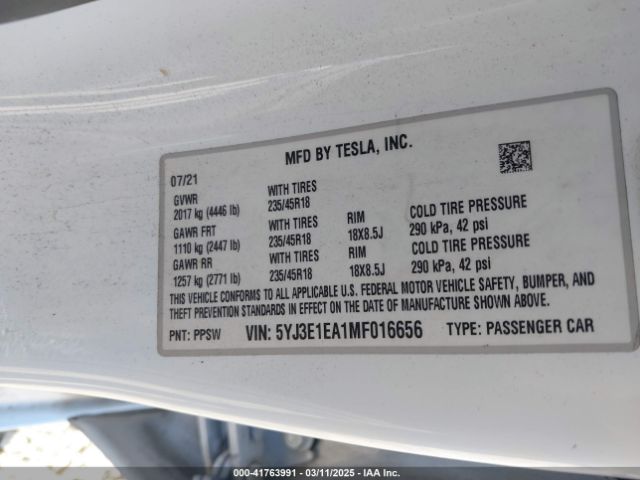 MFD BY TESLA, INC.
07/21
GVWR WITH TIRES
2017 kg (4446 lb) 235/45R18
GAWR FRT WITH TIRES RIM COLD TIRE PRESSURE
1110 kg (2447 lb) 235/45R18 18X8.5J 290 kPa, 42 psi
GAWR RR WITH TIRES RIM COLD TIRE PRESSURE
1257 kg (2771 lb) 235/45R18 18X8.5J 290 kPa, 42 psi
THIS VEHICLE CONFORMS TO ALL APPLICABLE U.S. FEDERAL MOTOR VEHICLE SAFETY, BUMPER, AND
THEFT PREVENTION STANDARDS IN EFFECT ON THE DATE OF MANUFACTURE SHOWN ABOVE.
PNT: PPSW VIN: 5YJ3E1EA1MF016656 TYPE: PASSENGER CAR
000-41763991 - 03/11/2025 - IAA Inc.